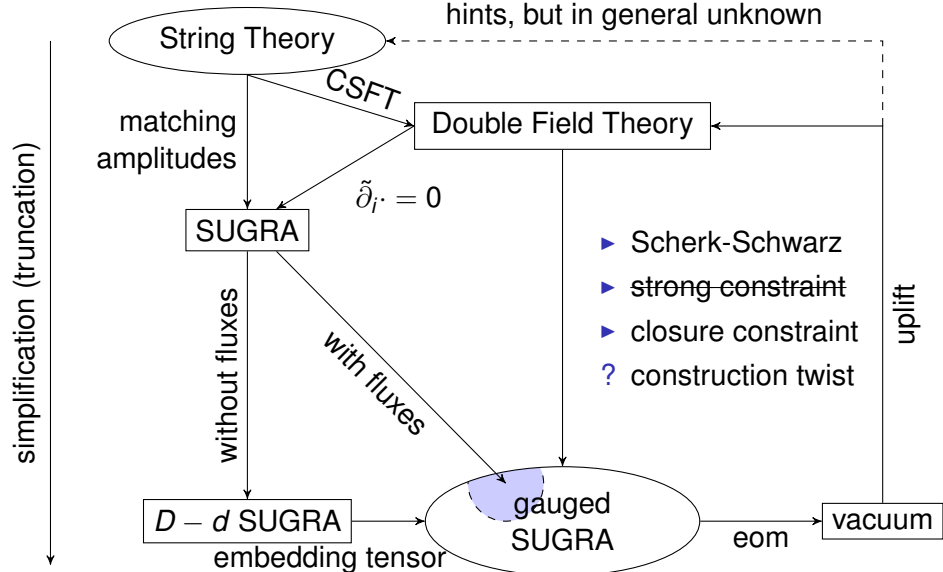 hints, but in general unknown
String Theory
CSFT
matching
amplitudes
Double Field Theory
∂̃ᵢ· = 0
SUGRA
simplification (truncation)
without fluxes
with fluxes
▶ Scherk-Schwarz
▶ ~~strong constraint~~
▶ closure constraint
? construction twist
uplift
D − d SUGRA
embedding tensor
gauged
SUGRA
eom
vacuum